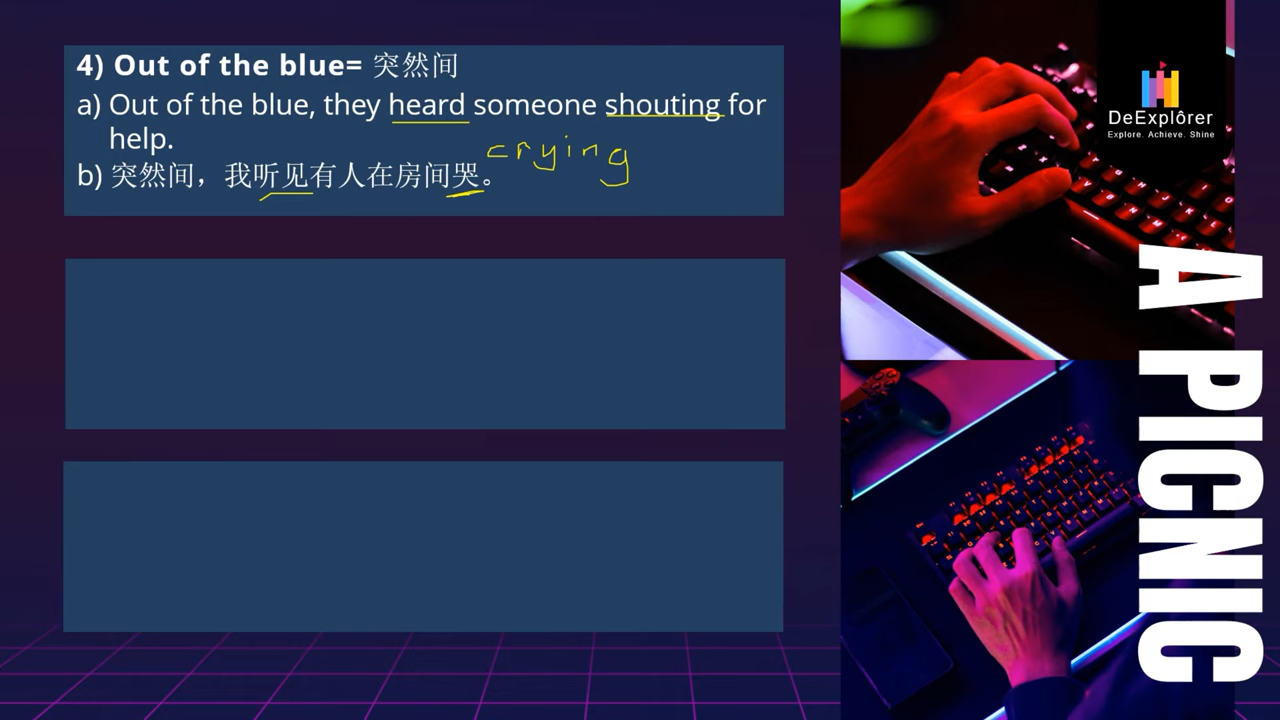 4) Out of the blue= 突然间
a) Out of the blue, they heard someone shouting for
help.
crying
b) 突然间，我听见有人在房间哭。
DeExplôrer
Explore. Achieve. Shine
A PICNIC